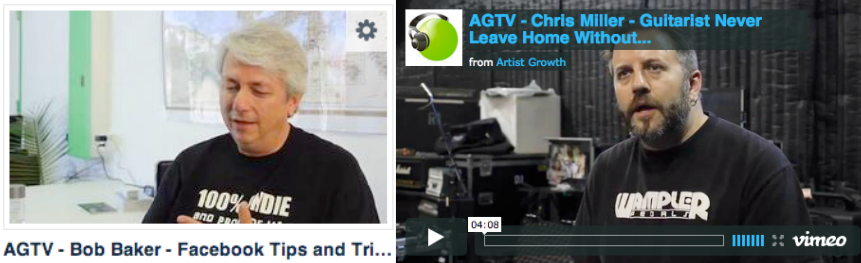 100% INDIE
AGTV - Bob Baker - Facebook Tips and Tri...
AGTV - Chris Miller - Guitarist Never
Leave Home Without...
from Artist Growth
WAMPLER
PEDALS
04:08
vimeo